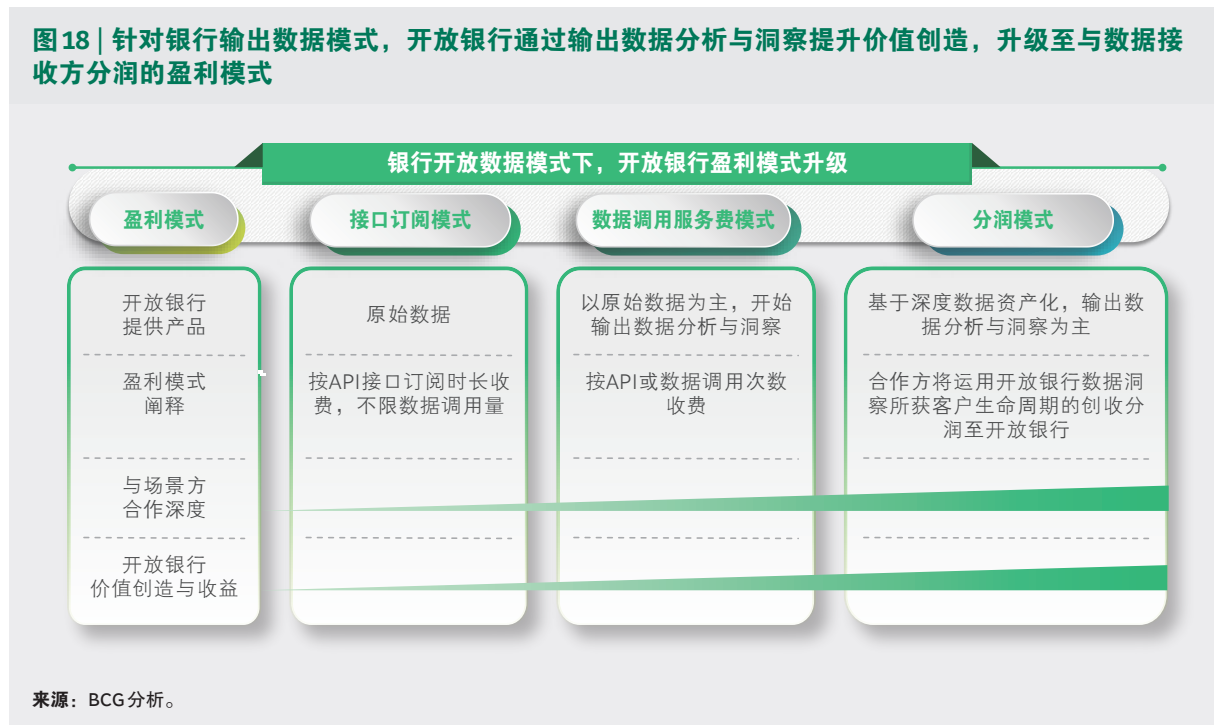 图18 | 针对银行输出数据模式，开放银行通过输出数据分析与洞察提升价值创造，升级至与数据接
收方分润的盈利模式
银行开放数据模式下，开放银行盈利模式升级
盈利模式
接口订阅模式
数据调用服务费模式
分润模式
开放银行
提供产品
原始数据
以原始数据为主，开始
输出数据分析与洞察
基于深度数据资产化，输出数
据分析与洞察为主
盈利模式
阐释
按API接口订阅时长收
费，不限数据调用量
按API或数据调用次数
收费
合作方将运用开放银行数据洞
察所获客户生命周期的创收分
润至开放银行
与场景方
合作深度
开放银行
价值创造与收益
来源：BCG分析。